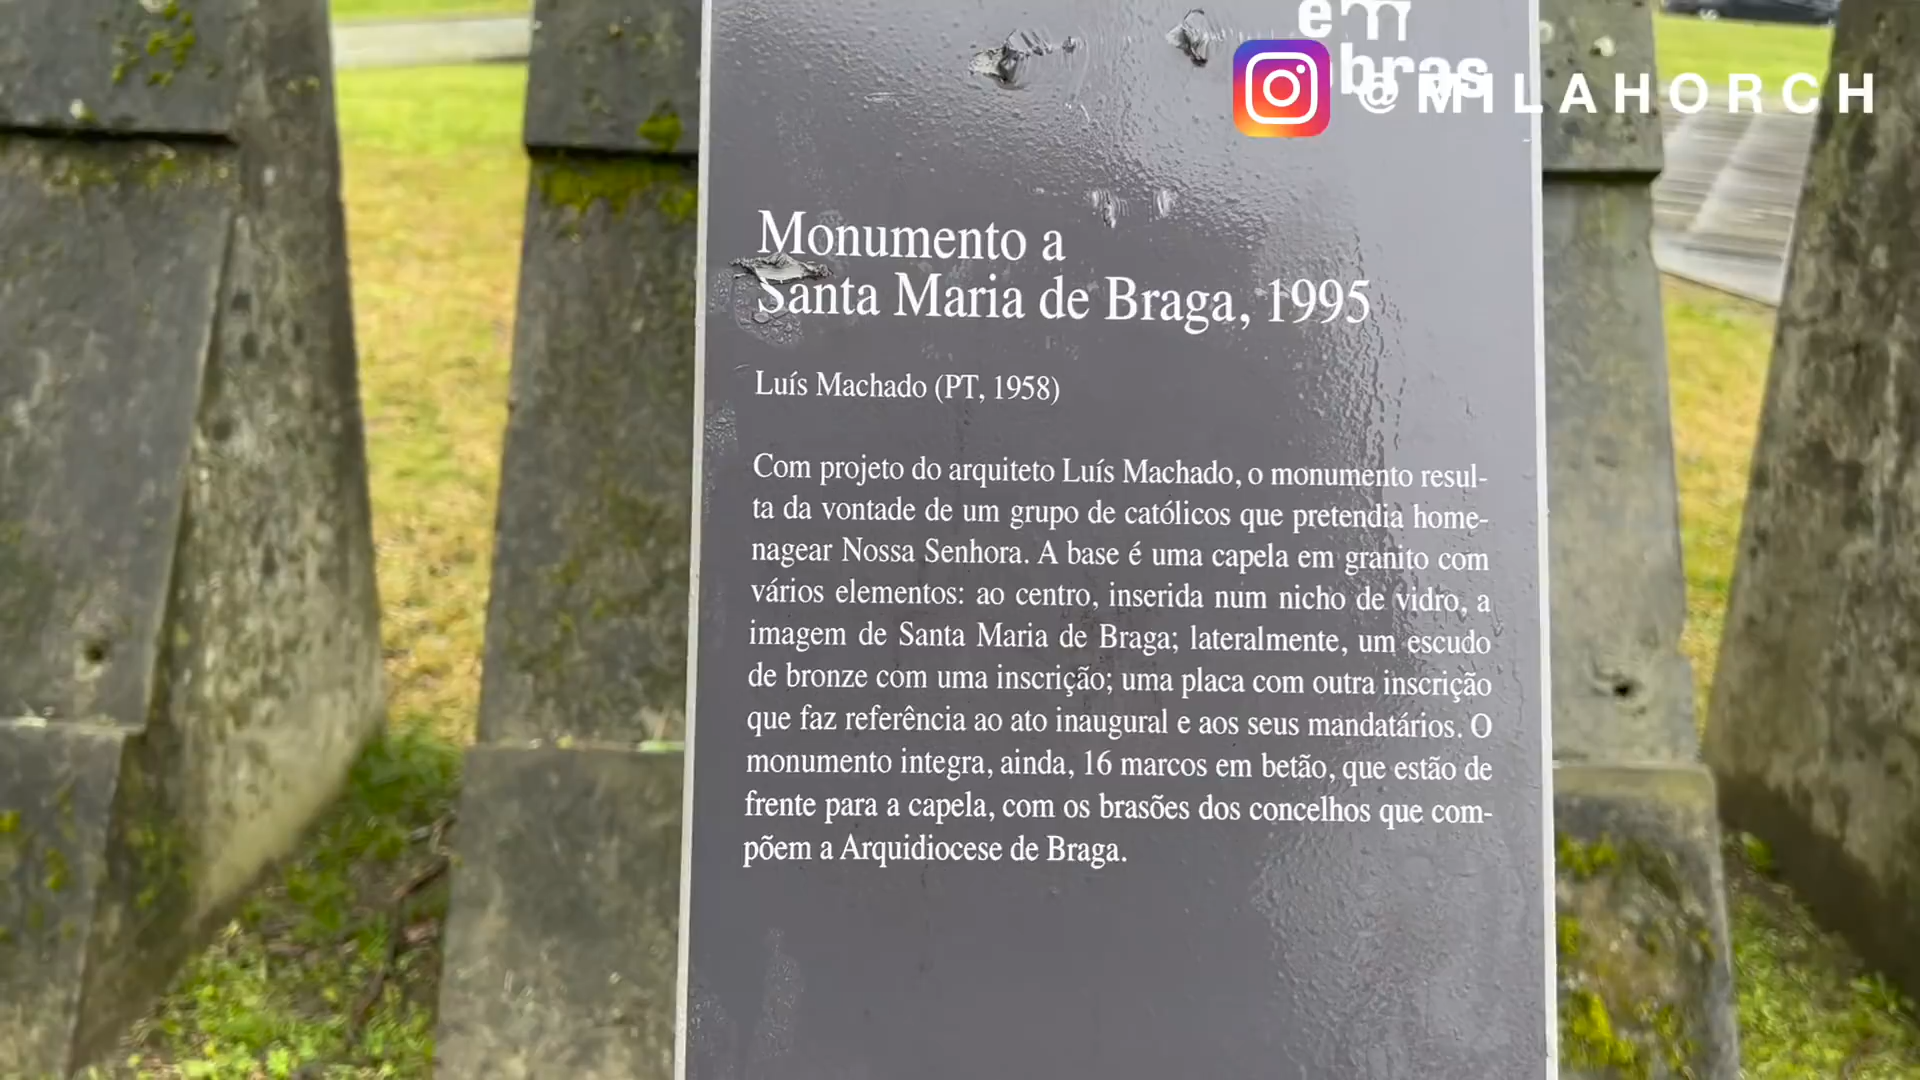 em
obras
@MILAHORCH
Monumento a
Santa Maria de Braga, 1995
Luís Machado (PT, 1958)
Com projeto do arquiteto Luís Machado, o monumento resul-
ta da vontade de um grupo de católicos que pretendia home-
nagear Nossa Senhora. A base é uma capela em granito com
vários elementos: ao centro, inserida num nicho de vidro, a
imagem de Santa Maria de Braga; lateralmente, um escudo
de bronze com uma inscrição; uma placa com outra inscrição
que faz referência ao ato inaugural e aos seus mandatários. O
monumento integra, ainda, 16 marcos em betão, que estão de
frente para a capela, com os brasões dos concelhos que com-
põem a Arquidiocese de Braga.